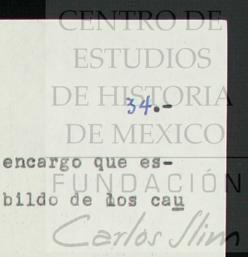 CENTRO DE
ESTUDIOS
DE HISTORIA
DE MEXICO
34.-
encargo que es-
FUNDACIÓN
bildo de los cau
Carlos Slim